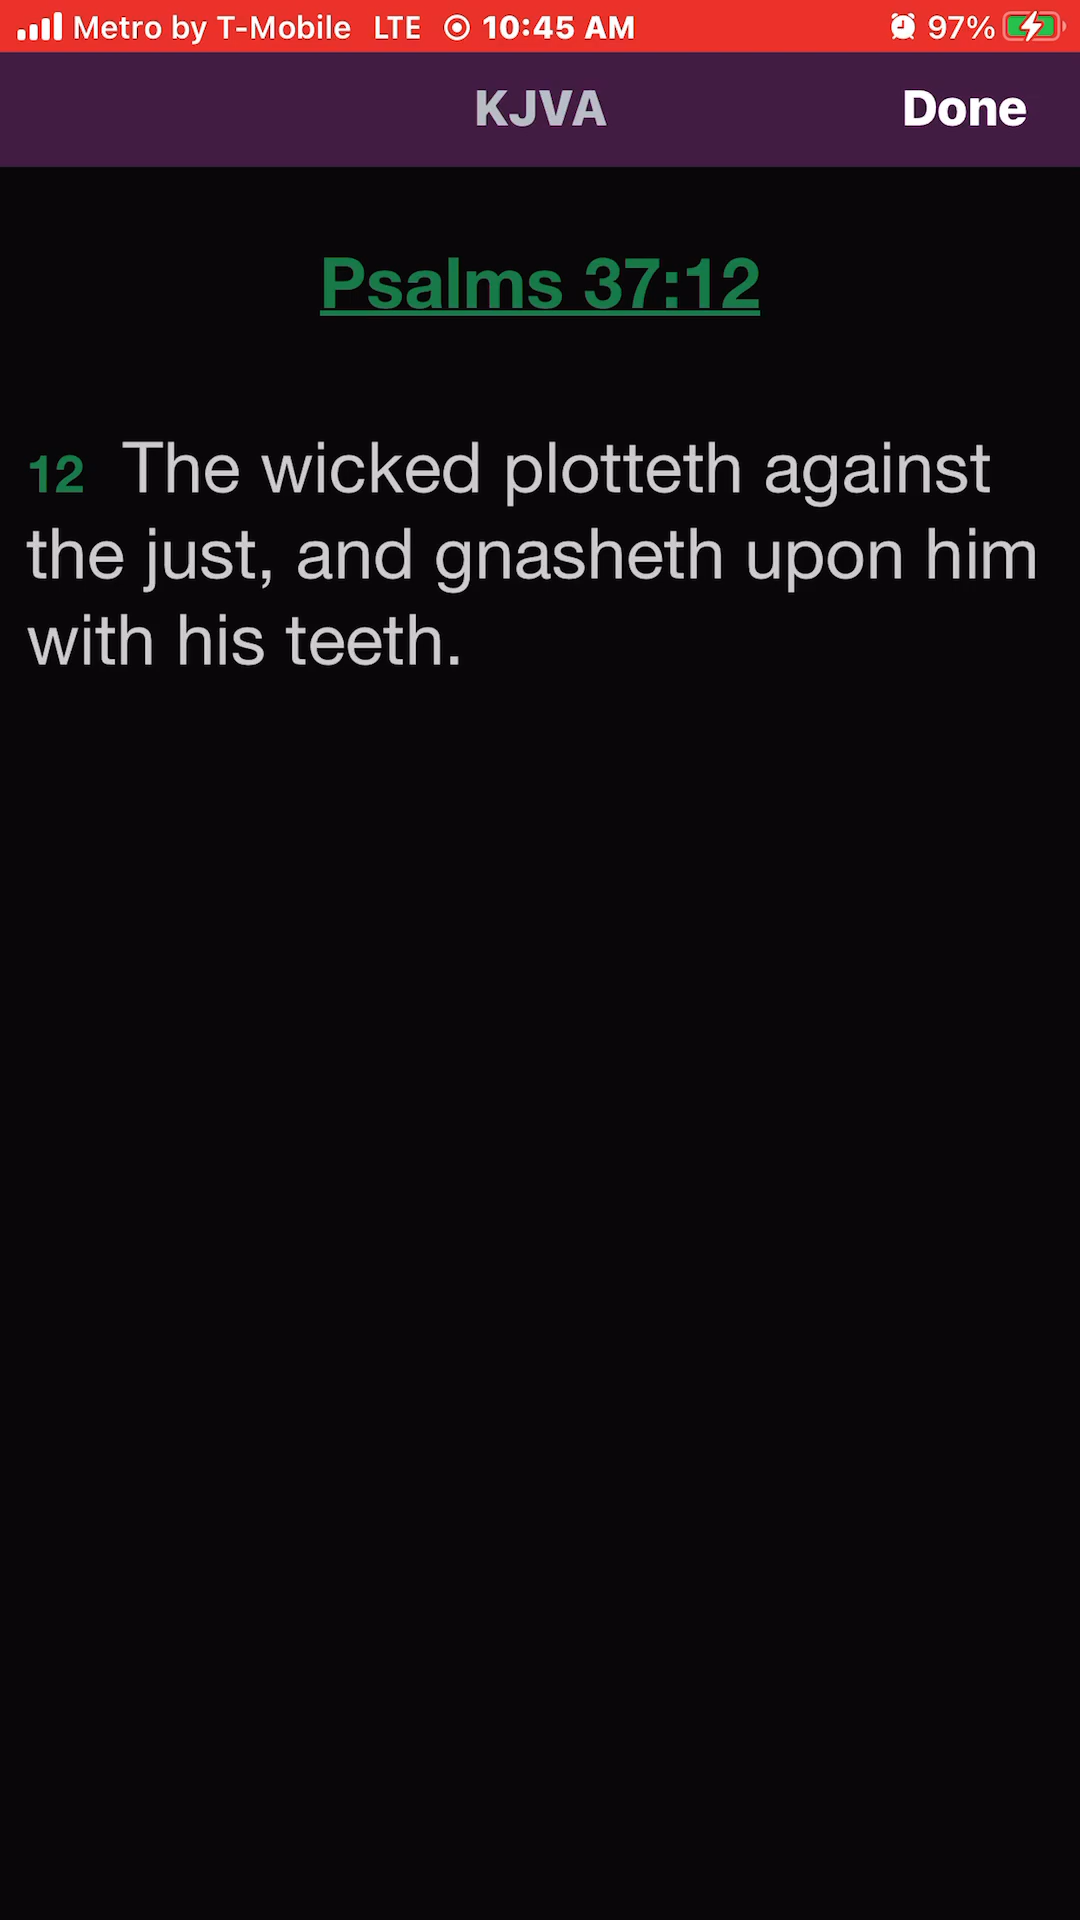 Metro by T-Mobile LTE 10:45 AM 97%
KJVA Done
Psalms 37:12
12 The wicked plotteth against
the just, and gnasheth upon him
with his teeth.